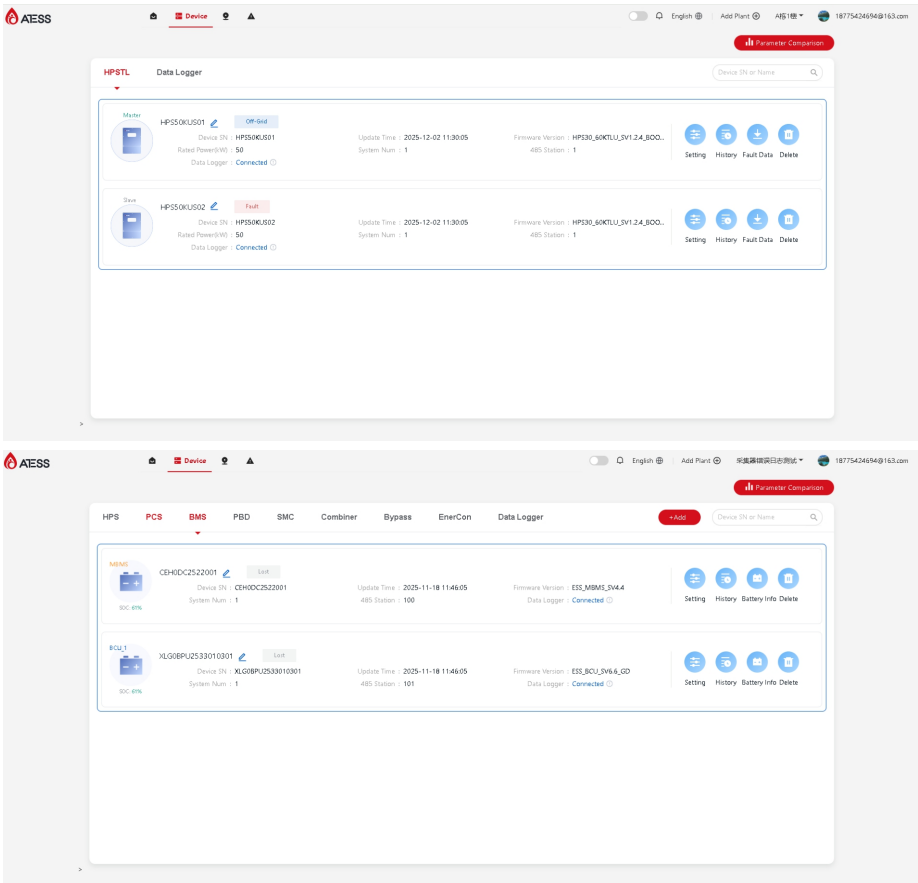 ATESS Device English Add Plant A栋1楼 18775424694@163.com
Parameter Comparison
HPSTL Data Logger Device SN or Name
Master HPS50KUS01 Off-Grid
Device SN : HPS50KUS01 Update Time : 2025-12-02 11:30:05 Firmware Version : HPS30_60KTLU_SV1.2.4_BOO...
Rated Power(kW) : 50 System Num : 1 485 Station : 1
Data Logger : Connected
Setting History Fault Data Delete
Slave HPS50KUS02 Fault
Device SN : HPS50KUS02 Update Time : 2025-12-02 11:30:05 Firmware Version : HPS30_60KTLU_SV1.2.4_BOO...
Rated Power(kW) : 50 System Num : 1 485 Station : 1
Data Logger : Connected
Setting History Fault Data Delete
>
ATESS Device English Add Plant 采集器错误日志测试 18775424694@163.com
Parameter Comparison
HPS PCS BMS PBD SMC Combiner Bypass EnerCon Data Logger +Add Device SN or Name
MBMS CEH0DC2522001 Lost
Device SN : CEH0DC2522001 Update Time : 2025-11-18 11:46:05 Firmware Version : ESS_MBMS_SV4.4
System Num : 1 485 Station : 100 Data Logger : Connected
SOC: 61%
Setting History Battery Info Delete
BCU_1 XLG0BPU2533010301 Lost
Device SN : XLG0BPU2533010301 Update Time : 2025-11-18 11:46:05 Firmware Version : ESS_BCU_SV6.6_GD
System Num : 1 485 Station : 101 Data Logger : Connected
SOC: 61%
Setting History Battery Info Delete
>